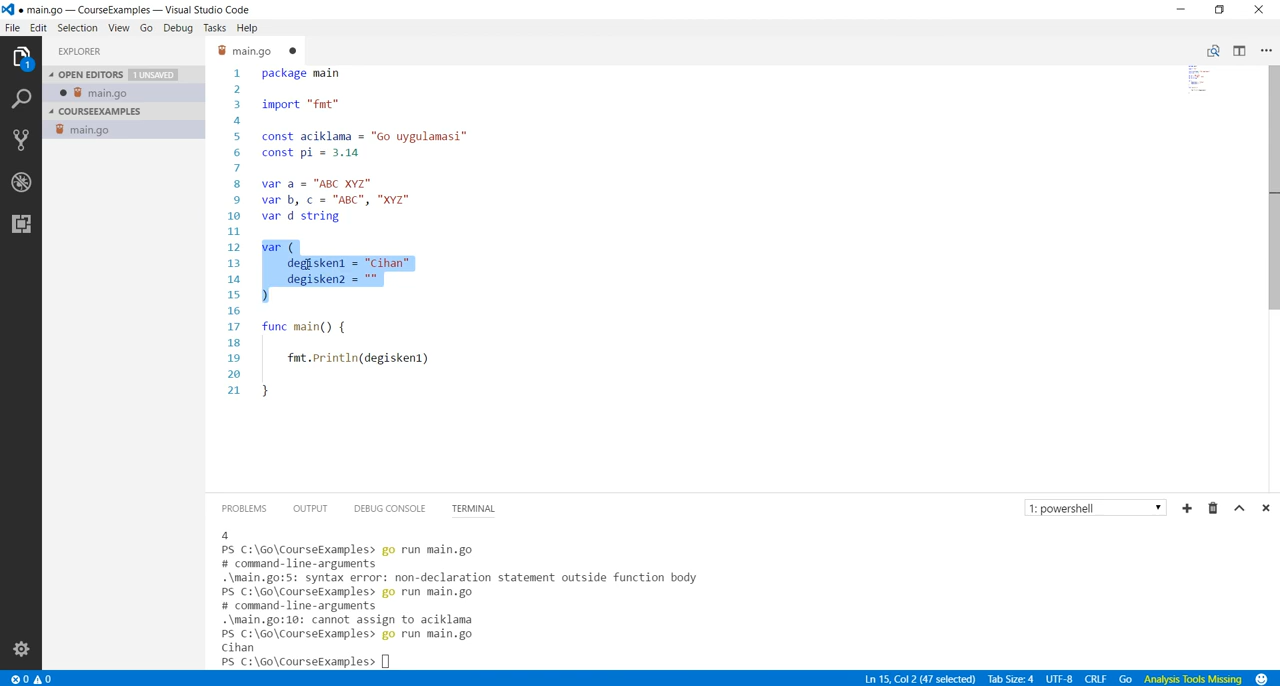 ● main.go — CourseExamples — Visual Studio Code
File Edit Selection View Go Debug Tasks Help
EXPLORER
OPEN EDITORS 1 UNSAVED
● main.go
COURSEEXAMPLES
main.go
1
main.go ●
1 package main
2
3 import "fmt"
4
5 const aciklama = "Go uygulamasi"
6 const pi = 3.14
7
8 var a = "ABC XYZ"
9 var b, c = "ABC", "XYZ"
10 var d string
11
12 var (
13 degisken1 = "Cihan"
14 degisken2 = ""
15 )
16
17 func main() {
18
19 fmt.Println(degisken1)
20
21 }
PROBLEMS OUTPUT DEBUG CONSOLE TERMINAL 1: powershell
4
PS C:\Go\CourseExamples> go run main.go
# command-line-arguments
.\main.go:5: syntax error: non-declaration statement outside function body
PS C:\Go\CourseExamples> go run main.go
# command-line-arguments
.\main.go:10: cannot assign to aciklama
PS C:\Go\CourseExamples> go run main.go
Cihan
PS C:\Go\CourseExamples>
0 0 Ln 15, Col 2 (47 selected) Tab Size: 4 UTF-8 CRLF Go Analysis Tools Missing